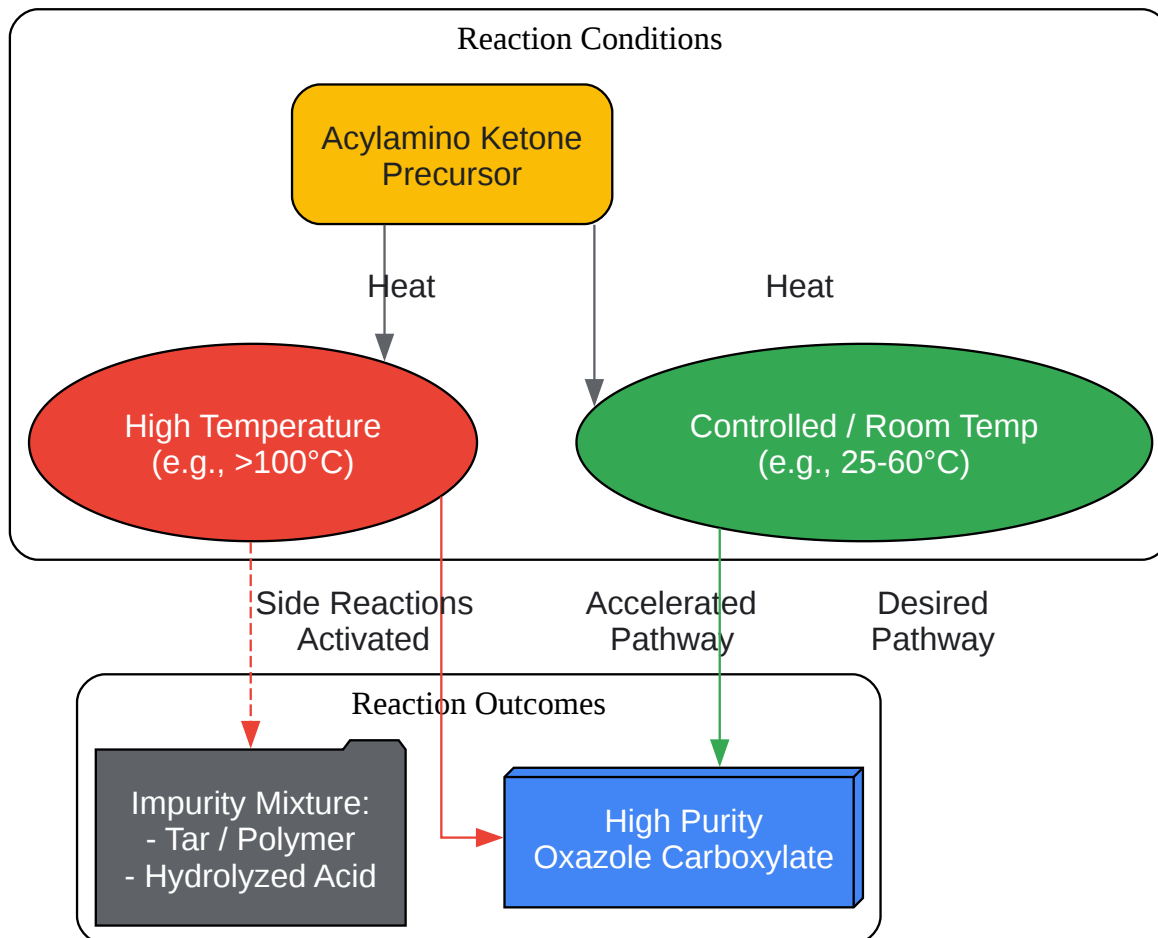 Reaction Conditions
Acylamino Ketone
Precursor
Heat
Heat
High Temperature
(e.g., >100°C)
Controlled / Room Temp
(e.g., 25-60°C)
Side Reactions
Activated
Accelerated
Pathway
Desired
Pathway
Reaction Outcomes
Impurity Mixture:
- Tar / Polymer
- Hydrolyzed Acid
High Purity
Oxazole Carboxylate